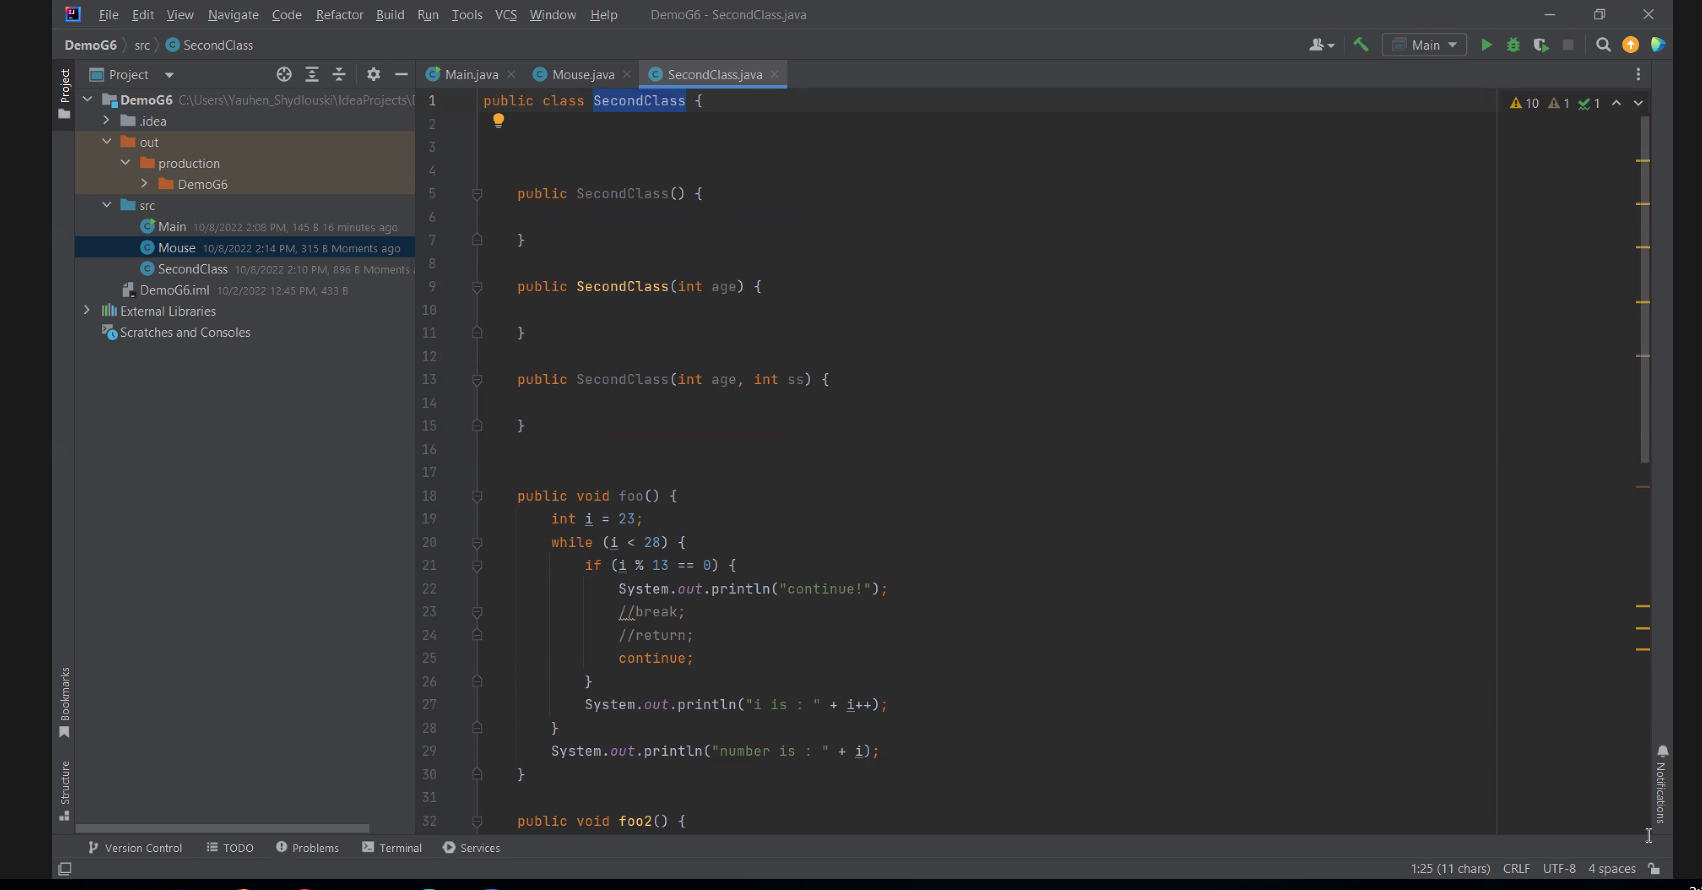 File Edit View Navigate Code Refactor Build Run Tools VCS Window Help DemoG6 - SecondClass.java
DemoG6 src SecondClass Main
Project Main.java Mouse.java SecondClass.java
Project
DemoG6 C:\Users\Yauhen_Shydlouski\IdeaProjects\
.idea
out
production
DemoG6
src
Main 10/8/2022 2:08 PM, 145 B 16 minutes ago
Mouse 10/8/2022 2:14 PM, 315 B Moments ago
SecondClass 10/8/2022 2:10 PM, 896 B Moments
DemoG6.iml 10/2/2022 12:45 PM, 433 B
External Libraries
Scratches and Consoles
10 1 1
1 public class SecondClass {
2
3
4
5 public SecondClass() {
6
7 }
8
9 public SecondClass(int age) {
10
11 }
12
13 public SecondClass(int age, int ss) {
14
15 }
16
17
18 public void foo() {
19 int i = 23;
20 while (i < 28) {
21 if (i % 13 == 0) {
22 System.out.println("continue!");
23 //break;
24 //return;
25 continue;
26 }
27 System.out.println("i is : " + i++);
28 }
29 System.out.println("number is : " + i);
30 }
31
32 public void foo2() {
Bookmarks
Structure
Notifications
Version Control TODO Problems Terminal Services
1:25 (11 chars) CRLF UTF-8 4 spaces